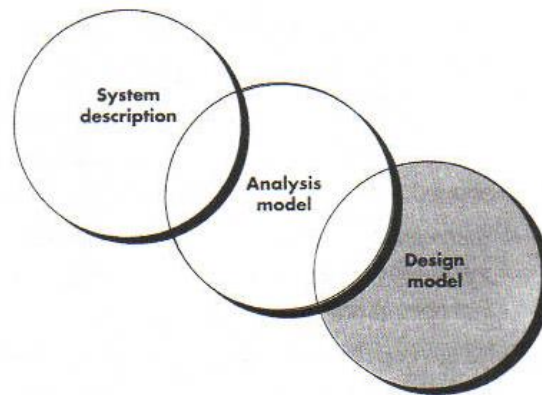 System
description
Analysis
model
Design
model